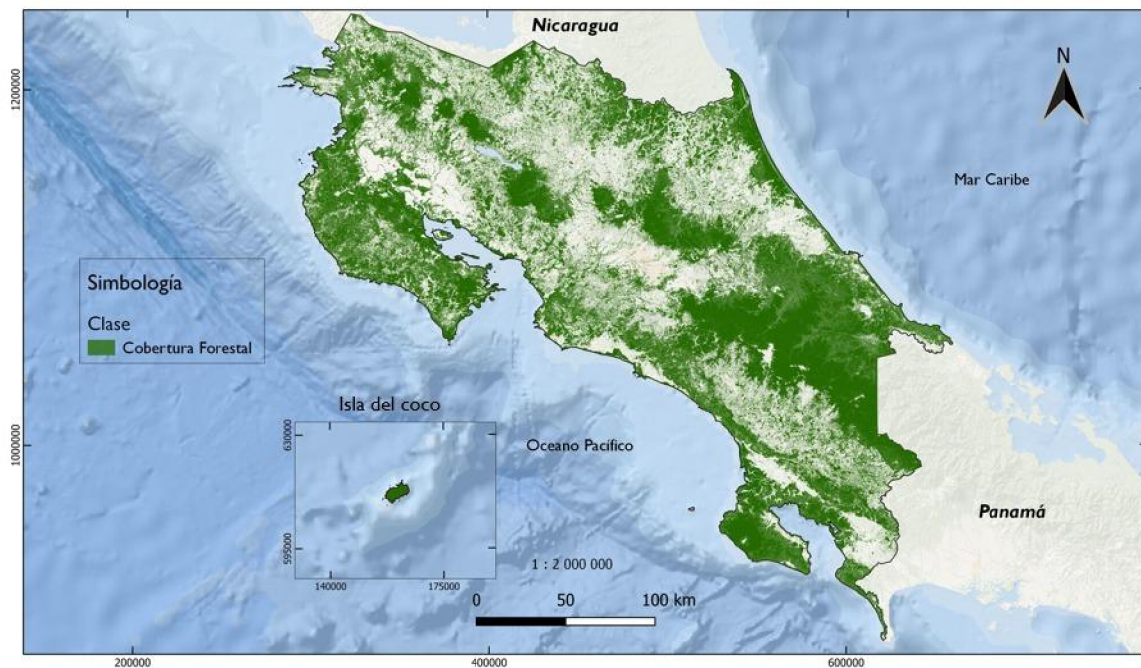 Nicaragua
N
1200000
Mar Caribe
Simbología
Clase
Cobertura Forestal
Isla del coco
630000
1000000
Oceano Pacífico
Panamá
595000
1 : 2 000 000
140000
175000
0
50
100 km
200000
400000
600000